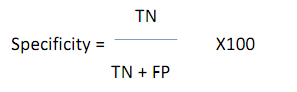 TN
Specificity = X100
TN + FP